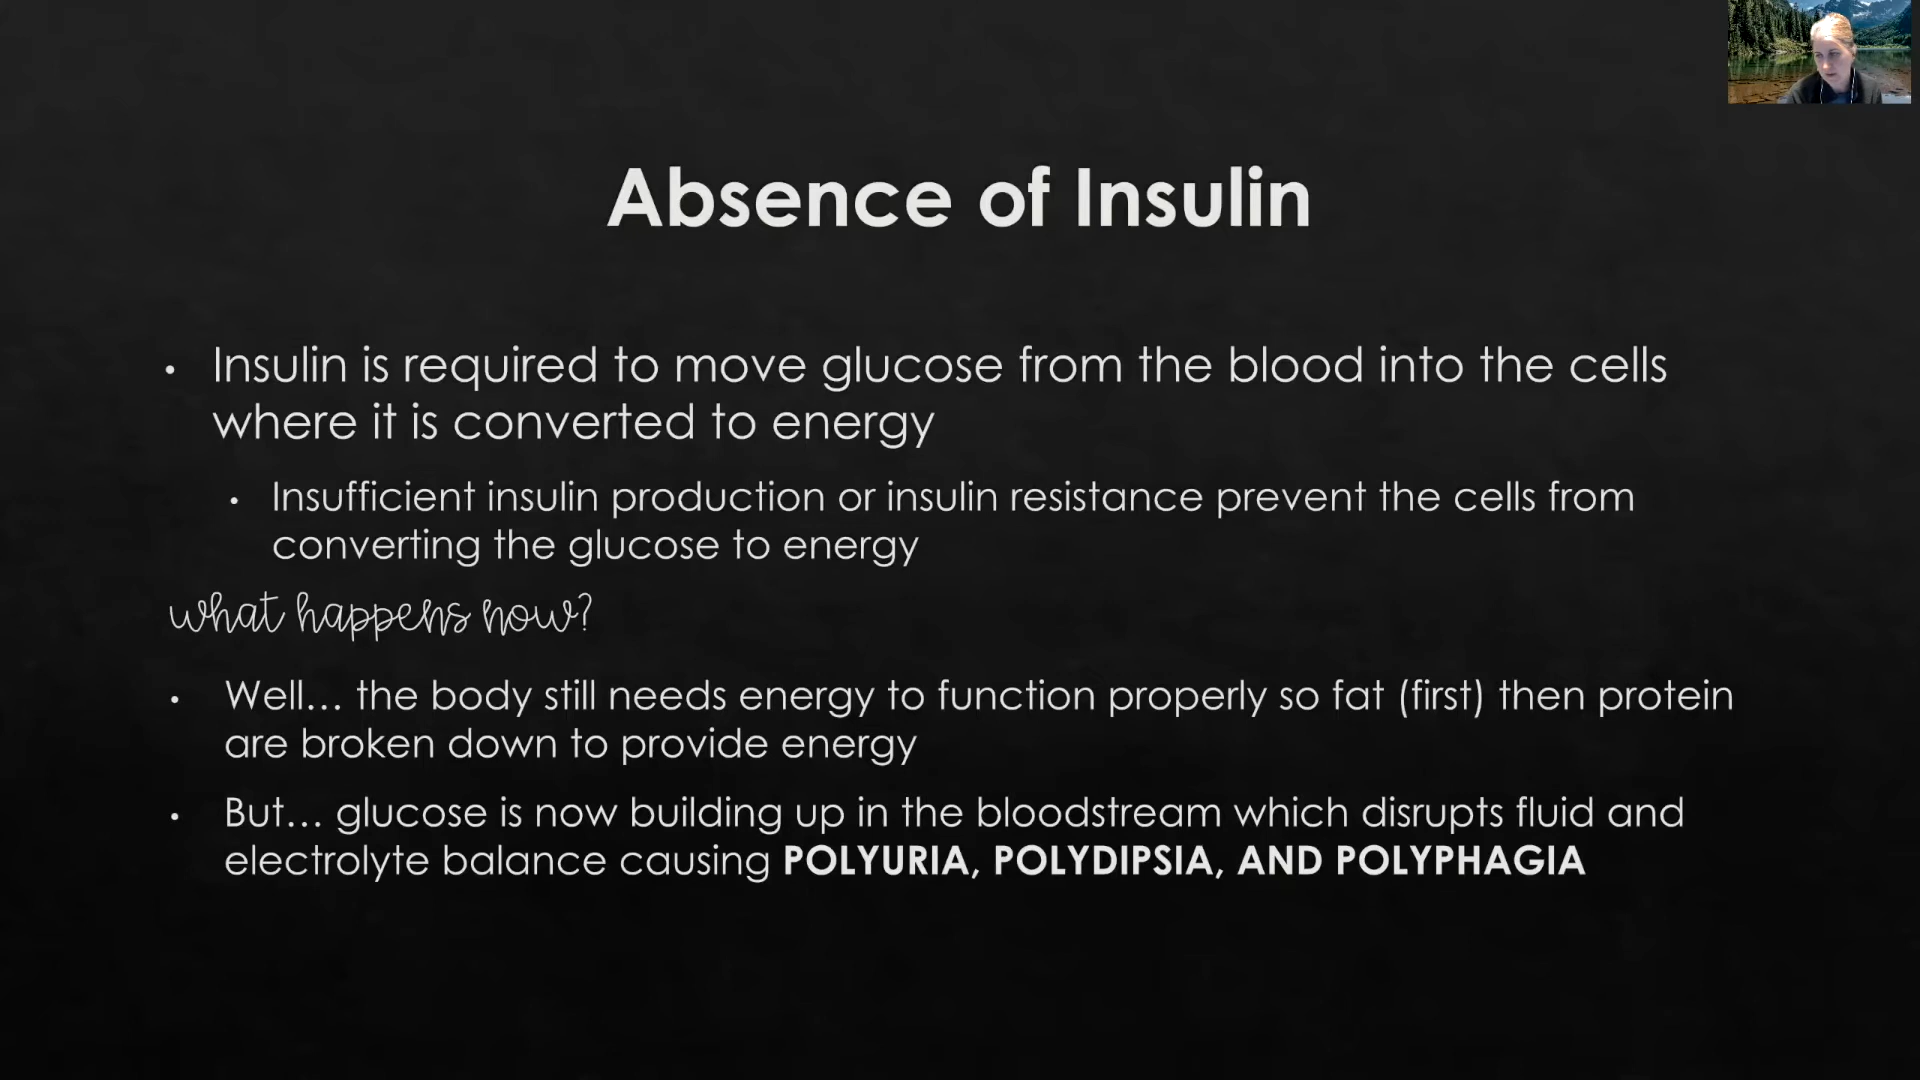 Absence of Insulin
• Insulin is required to move glucose from the blood into the cells
where it is converted to energy
• Insufficient insulin production or insulin resistance prevent the cells from
converting the glucose to energy
what happens now?
• Well... the body still needs energy to function properly so fat (first) then protein
are broken down to provide energy
• But... glucose is now building up in the bloodstream which disrupts fluid and
electrolyte balance causing POLYURIA, POLYDIPSIA, AND POLYPHAGIA